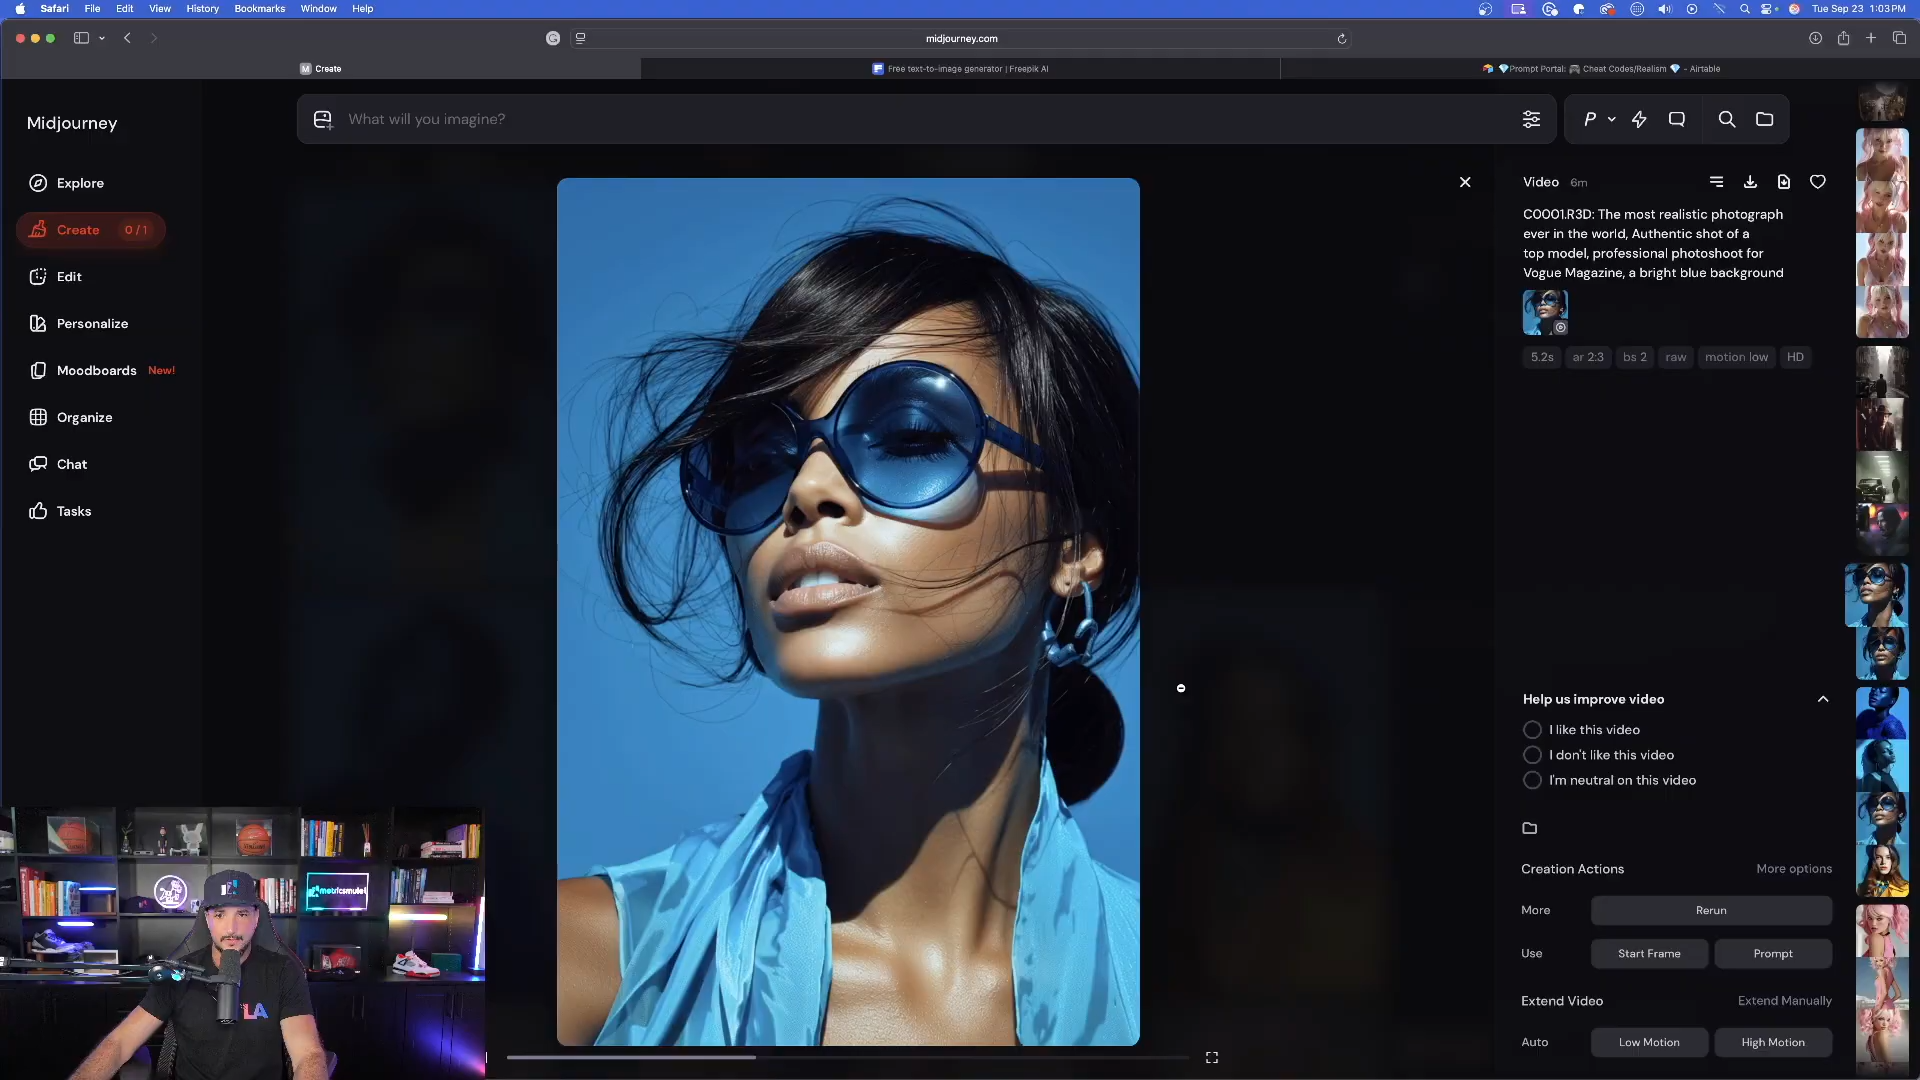 Safari File Edit View History Bookmarks Window Help
Tue Sep 23 1:03 PM
midjourney.com
Create
Free text-to-image generator | Freepik AI
💎Prompt Portal: 🎮 Cheat Codes/Realism 💎 - Airtable
Midjourney
What will you imagine?
P
Explore
Create 0 / 1
Edit
Personalize
Moodboards New!
Organize
Chat
Tasks
Video 6m
C0001.R3D: The most realistic photograph
ever in the world, Authentic shot of a
top model, professional photoshoot for
Vogue Magazine, a bright blue background
5.2s ar 2:3 bs 2 raw motion low HD
Help us improve video
I like this video
I don't like this video
I'm neutral on this video
Creation Actions More options
More Rerun
Use Start Frame Prompt
Extend Video Extend Manually
Auto Low Motion High Motion
metricsmule
LA